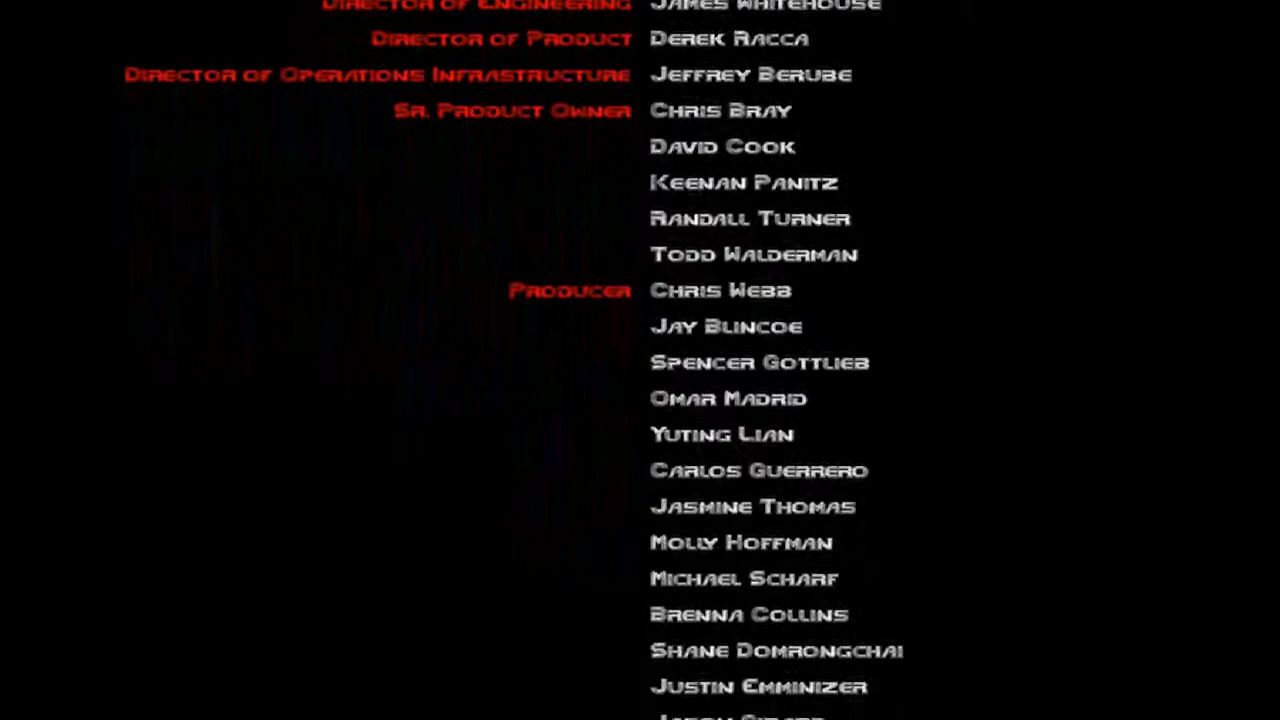 Director of Engineering James Whitehouse
Director of Product Derek Racca
Director of Operations Infrastructure Jeffrey Berube
Sr. Product Owner Chris Bray
David Cook
Keenan Panitz
Randall Turner
Todd Walderman
Producer Chris Webb
Jay Blincoe
Spencer Gottlieb
Omar Madrid
Yuting Lian
Carlos Guerrero
Jasmine Thomas
Molly Hoffman
Michael Scharf
Brenna Collins
Shane Domrongchai
Justin Emminizer